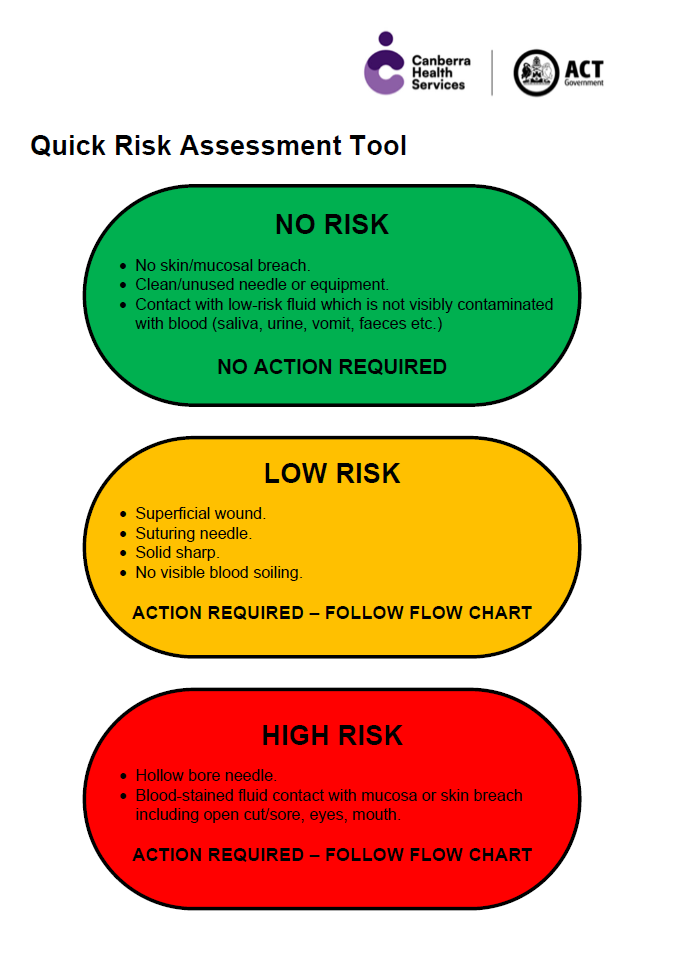 Canberra
Health
Services
ACT
Government
Quick Risk Assessment Tool
NO RISK
• No skin/mucosal breach.
• Clean/unused needle or equipment.
• Contact with low-risk fluid which is not visibly contaminated
with blood (saliva, urine, vomit, faeces etc.)
NO ACTION REQUIRED
LOW RISK
• Superficial wound.
• Suturing needle.
• Solid sharp.
• No visible blood soiling.
ACTION REQUIRED – FOLLOW FLOW CHART
HIGH RISK
• Hollow bore needle.
• Blood-stained fluid contact with mucosa or skin breach
including open cut/sore, eyes, mouth.
ACTION REQUIRED – FOLLOW FLOW CHART